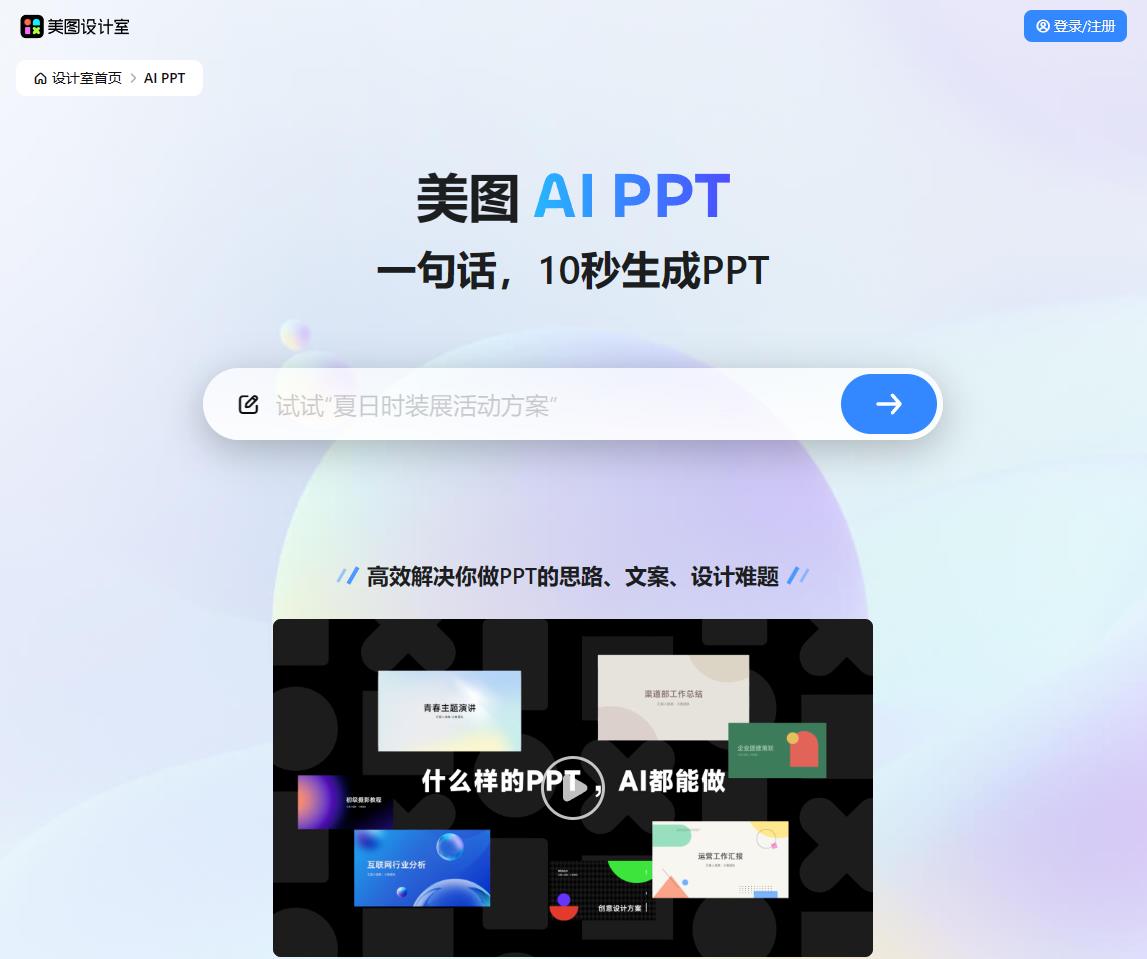 美图设计室
登录/注册
设计室首页 > AI PPT
美图 AI PPT
一句话，10秒生成PPT
试试“夏日时装展活动方案”
高效解决你做PPT的思路、文案、设计难题
青春主题演讲
渠道部工作总结
企业团建策划
什么样的PPT，AI都能做
初级摄影教程
互联网行业分析
运营工作汇报
创意设计方案